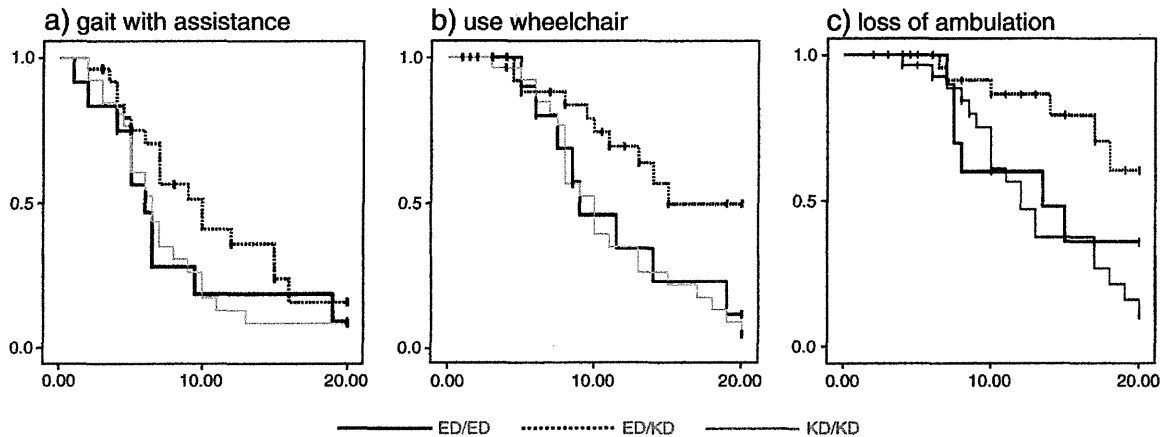 a) gait with assistance
b) use wheelchair
c) loss of ambulation
1.0
0.5
0.0
0.00 10.00 20.00
1.0
0.5
0.0
0.00 10.00 20.00
1.0
0.5
0.0
0.00 10.00 20.00
ED/ED ED/KD KD/KD